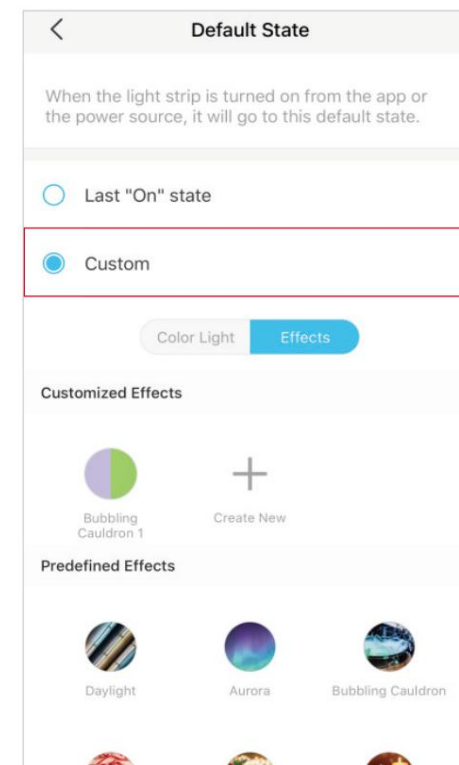 Default State
When the light strip is turned on from the app or
the power source, it will go to this default state.
Last "On" state
Custom
Color Light Effects
Customized Effects
Bubbling
Cauldron 1
Create New
Predefined Effects
Daylight Aurora Bubbling Cauldron